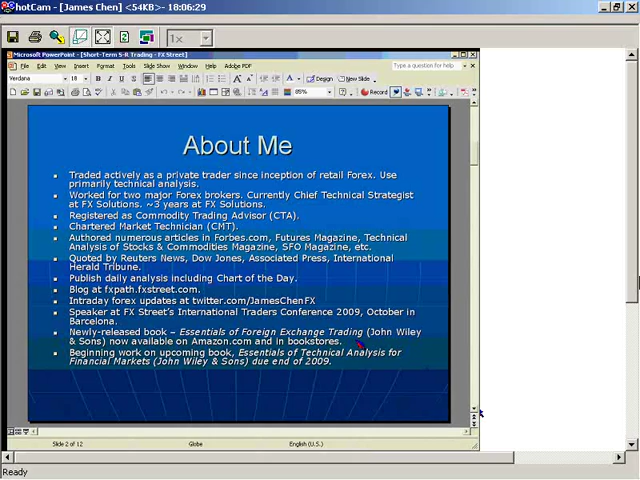 hotCam - [James Chen] <54KB> - 18:06:29
1x
Microsoft PowerPoint - [Short-Term S-R Trading - FX Street]
File Edit View Insert Format Tools Slide Show Window Help Adobe PDF
Type a question for help
Verdana 18 B I U S Design New Slide
85% Record
About Me
Traded actively as a private trader since inception of retail Forex. Use
primarily technical analysis.
Worked for two major Forex brokers. Currently Chief Technical Strategist
at FX Solutions. ~3 years at FX Solutions.
Registered as Commodity Trading Advisor (CTA).
Chartered Market Technician (CMT).
Authored numerous articles in Forbes.com, Futures Magazine, Technical
Analysis of Stocks & Commodities Magazine, SFO Magazine, etc.
Quoted by Reuters News, Dow Jones, Associated Press, International
Herald Tribune.
Publish daily analysis including Chart of the Day.
Blog at fxpath.fxstreet.com.
Intraday forex updates at twitter.com/JamesChenFX
Speaker at FX Street's International Traders Conference 2009, October in
Barcelona.
Newly-released book – Essentials of Foreign Exchange Trading (John Wiley
& Sons) now available on Amazon.com and in bookstores.
Beginning work on upcoming book, Essentials of Technical Analysis for
Financial Markets (John Wiley & Sons) due end of 2009.
Slide 2 of 12 Globe English (U.S.)
Ready